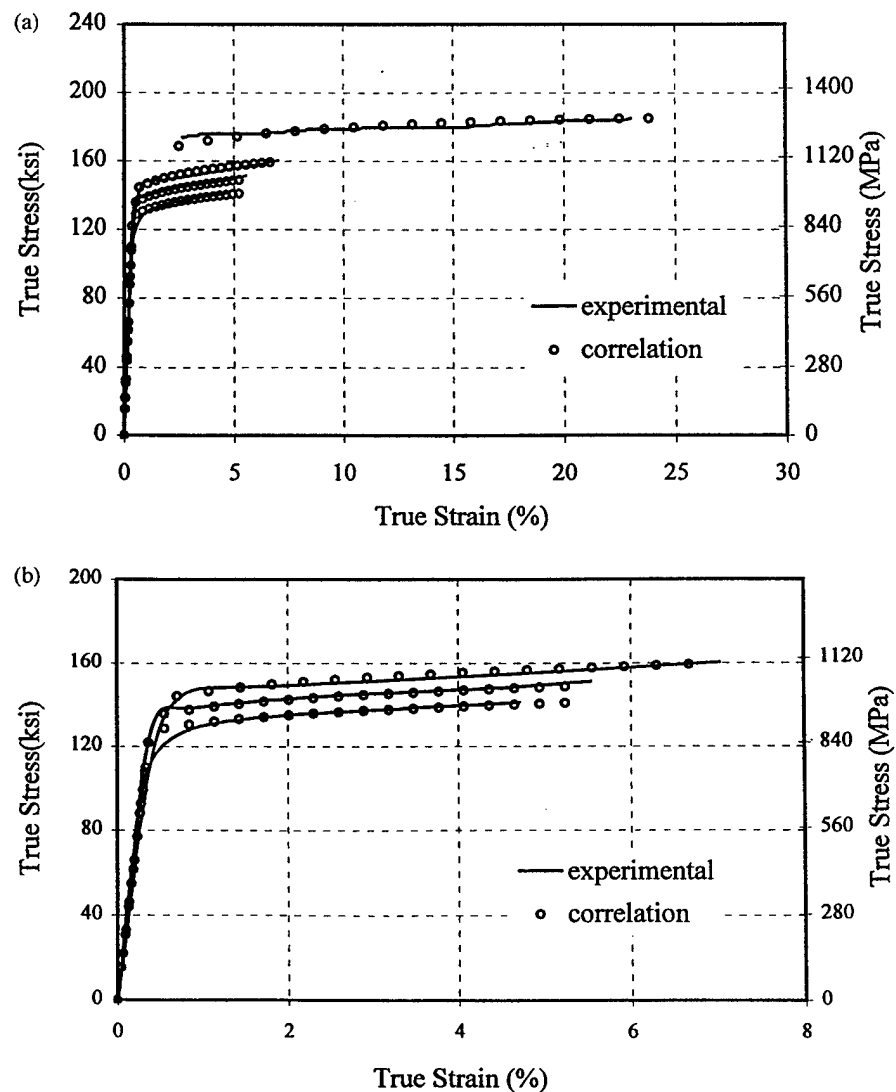 (a)
240
200
160
120
80
40
0
True Stress(ksi)
1400
1120
840
560
280
0
True Stress (MPa)
experimental
correlation
0 5 10 15 20 25 30
True Strain (%)
(b)
200
160
120
80
40
0
True Stress(ksi)
1120
840
560
280
0
True Stress (MPa)
experimental
correlation
0 2 4 6 8
True Strain (%)